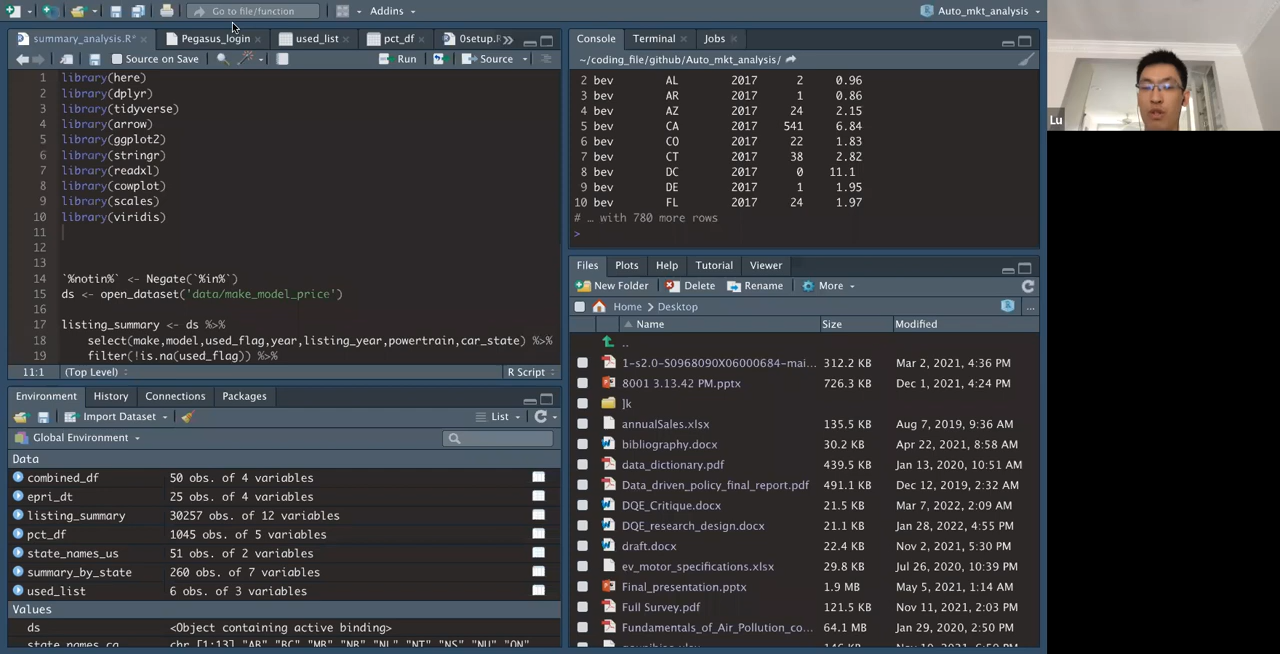 Go to file/function
Addins
Auto_mkt_analysis
summary_analysis.R*
Pegasus_login
used_list
pct_df
0setup.R
Source on Save
Run
Source
1 library(here)
2 library(dplyr)
3 library(tidyverse)
4 library(arrow)
5 library(ggplot2)
6 library(stringr)
7 library(readxl)
8 library(cowplot)
9 library(scales)
10 library(viridis)
11
12
13
14 `%notin%` <- Negate(`%in%`)
15 ds <- open_dataset('data/make_model_price')
16
17 listing_summary <- ds %>%
18 select(make,model,used_flag,year,listing_year,powertrain,car_state) %>%
19 filter(!is.na(used_flag)) %>%
11:1 (Top Level) R Script
Environment History Connections Packages
Import Dataset List
Global Environment
Data
combined_df 50 obs. of 4 variables
epri_dt 25 obs. of 4 variables
listing_summary 30257 obs. of 12 variables
pct_df 1045 obs. of 5 variables
state_names_us 51 obs. of 2 variables
summary_by_state 260 obs. of 7 variables
used_list 6 obs. of 3 variables
Values
ds <Object containing active binding>
state_names_ca chr [1:13] "AB" "BC" "MB" "NB" "NL" "NT" "NS" "NU" "ON"
Console Terminal Jobs
~/coding_file/github/Auto_mkt_analysis/
2 bev AL 2017 2 0.96
3 bev AR 2017 1 0.86
4 bev AZ 2017 24 2.15
5 bev CA 2017 541 6.84
6 bev CO 2017 22 1.83
7 bev CT 2017 38 2.82
8 bev DC 2017 0 11.1
9 bev DE 2017 1 1.95
10 bev FL 2017 24 1.97
# … with 780 more rows
>
Files Plots Help Tutorial Viewer
New Folder Delete Rename More
Home Desktop
Name Size Modified
..
1-s2.0-S0968090X06000684-mai... 312.2 KB Mar 2, 2021, 4:36 PM
8001 3.13.42 PM.pptx 726.3 KB Dec 1, 2021, 4:24 PM
]k
annualSales.xlsx 135.5 KB Aug 7, 2019, 9:36 AM
bibliography.docx 30.2 KB Apr 22, 2021, 8:58 AM
data_dictionary.pdf 439.5 KB Jan 13, 2020, 10:51 AM
Data_driven_policy_final_report.pdf 491.1 KB Dec 12, 2019, 2:32 AM
DQE_Critique.docx 21.5 KB Mar 7, 2022, 2:09 AM
DQE_research_design.docx 21.1 KB Jan 28, 2022, 4:55 PM
draft.docx 22.4 KB Nov 2, 2021, 5:30 PM
ev_motor_specifications.xlsx 29.8 KB Jul 26, 2020, 10:39 PM
Final_presentation.pptx 1.9 MB May 5, 2021, 1:14 AM
Full Survey.pdf 121.5 KB Nov 11, 2021, 2:03 PM
Fundamentals_of_Air_Pollution_co... 64.1 MB Jan 29, 2020, 2:50 PM
Lu